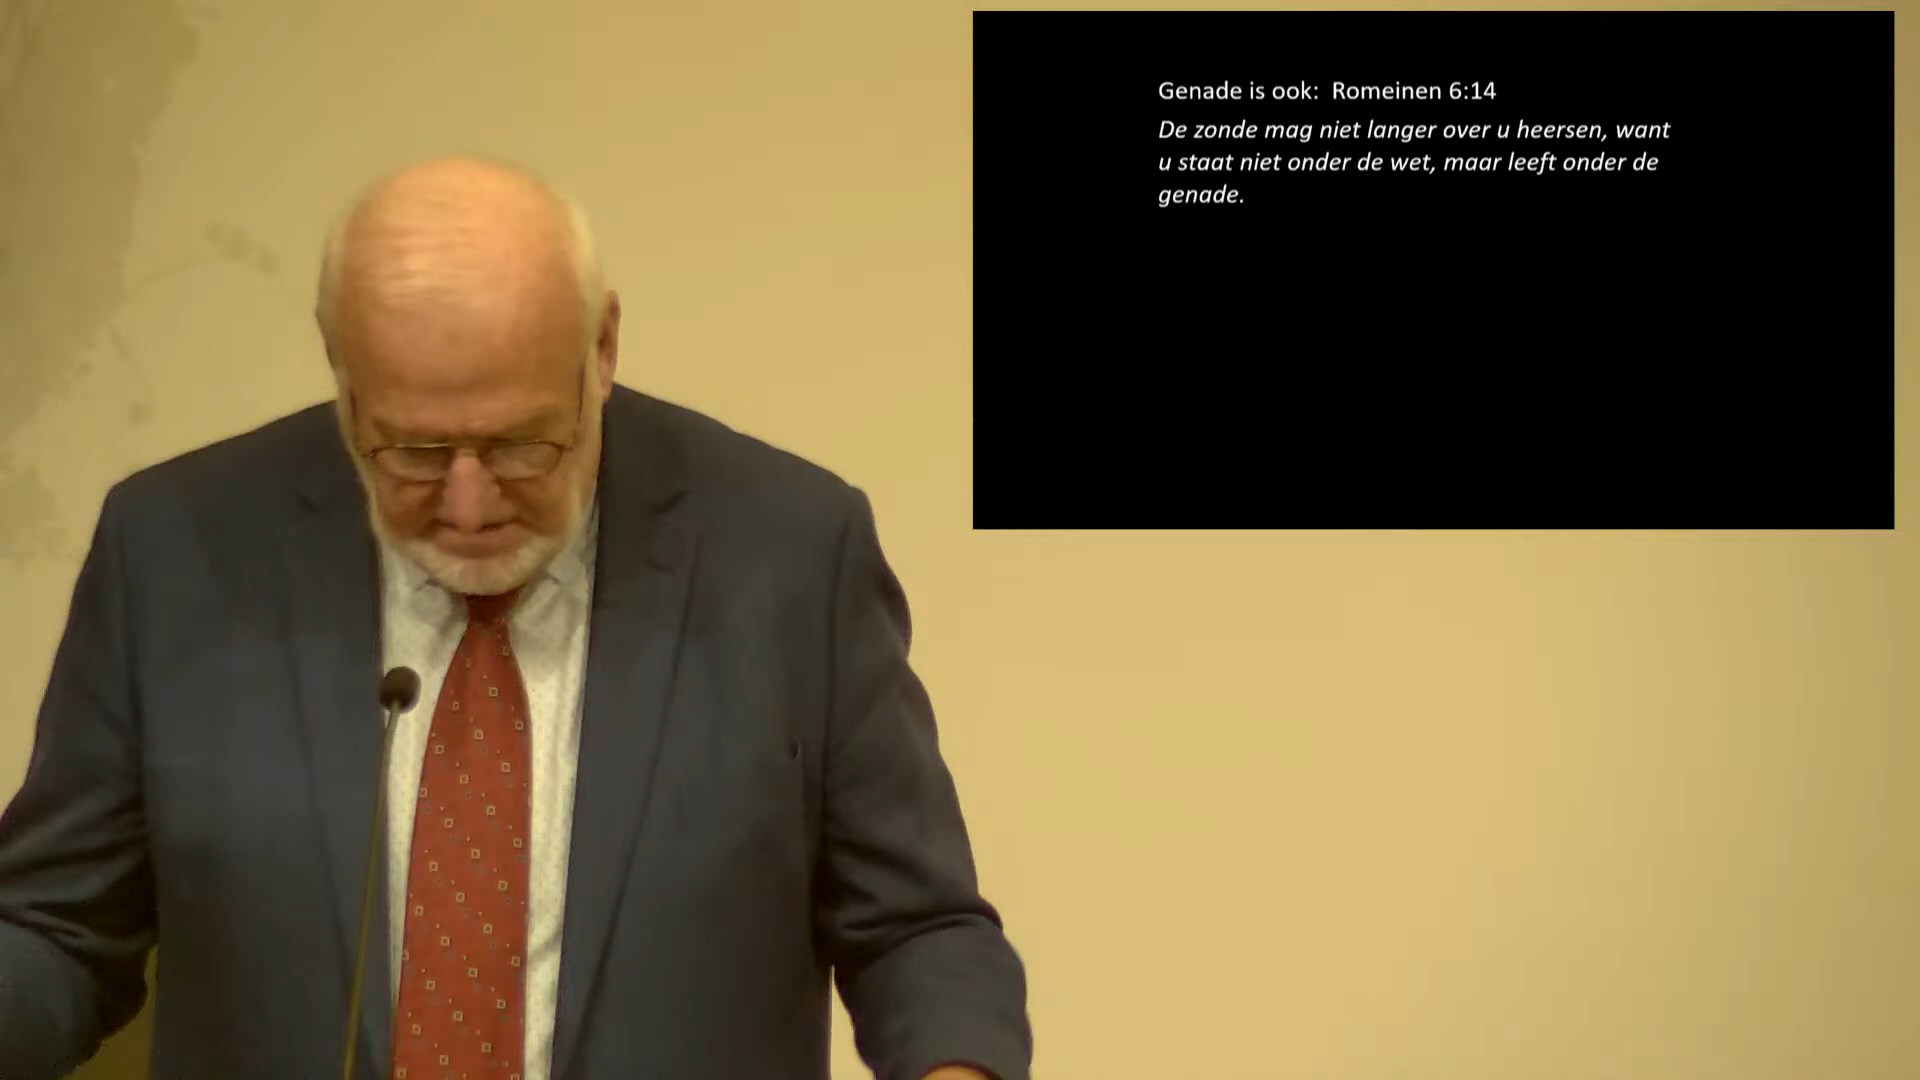 Genade is ook: Romeinen 6:14
De zonde mag niet langer over u heersen, want
u staat niet onder de wet, maar leeft onder de
genade.